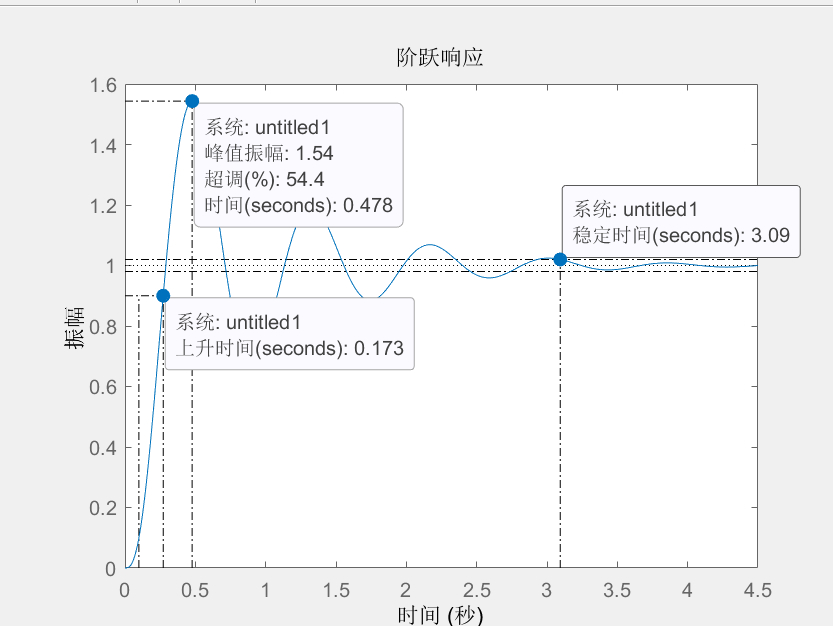 阶跃响应
1.6
1.4
1.2
1
0.8
0.6
0.4
0.2
0
振幅
系统: untitled1
峰值振幅: 1.54
超调(%): 54.4
时间(seconds): 0.478
系统: untitled1
稳定时间(seconds): 3.09
系统: untitled1
上升时间(seconds): 0.173
0 0.5 1 1.5 2 2.5 3 3.5 4 4.5
时间 (秒)